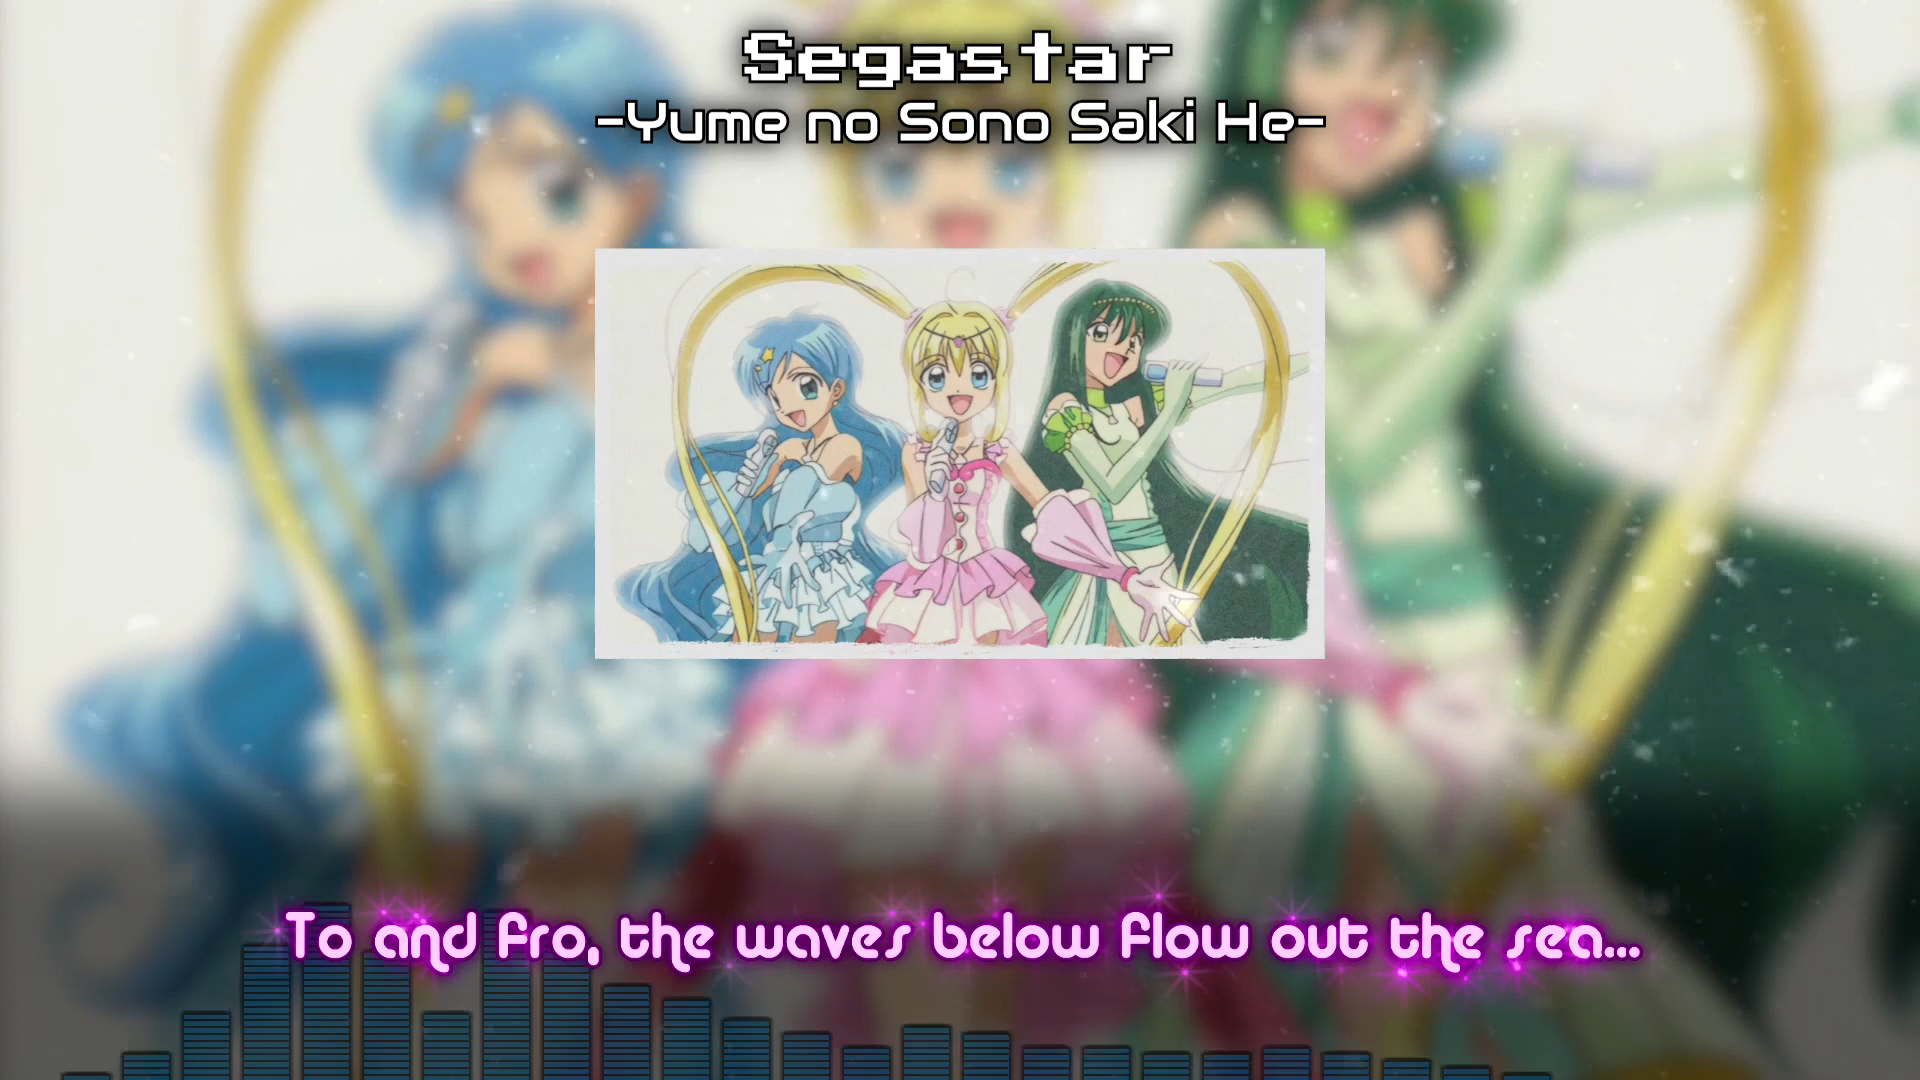 Segastar
-Yume no Sono Saki He-
To and fro, the waves below flow out the sea...